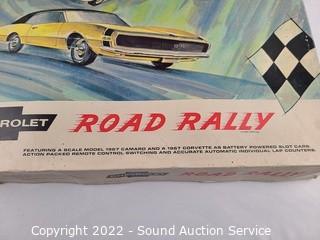 ROLET
ROAD RALLY
FEATURING A SCALE MODEL 1967 CAMARO AND A 1967 CORVETTE AS BATTERY POWERED SLOT CARS.
ACTION PACKED REMOTE CONTROL SWITCHING AND ACCURATE AUTOMATIC INDIVIDUAL LAP COUNTERS.
ROAD RALLY
Copyright 2022 - Sound Auction Service